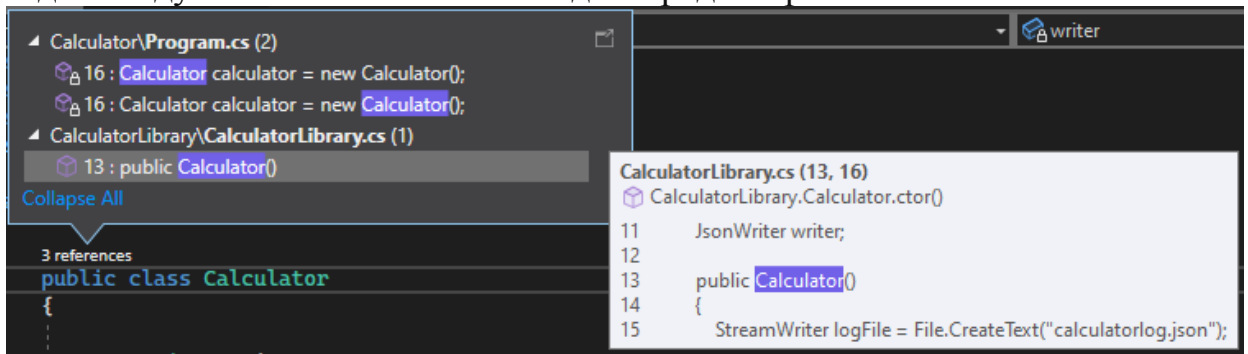 Calculator\Program.cs (2)
16 : Calculator calculator = new Calculator();
16 : Calculator calculator = new Calculator();
CalculatorLibrary\CalculatorLibrary.cs (1)
13 : public Calculator()
Collapse All
writer
CalculatorLibrary.cs (13, 16)
CalculatorLibrary.Calculator.ctor()
11 JsonWriter writer;
12
13 public Calculator()
14 {
15 StreamWriter logFile = File.CreateText("calculatorlog.json");
3 references
public class Calculator
{